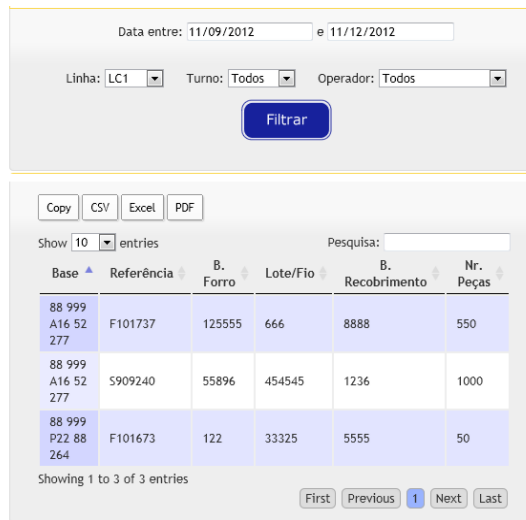 Data entre: 11/09/2012 e 11/12/2012
Linha: LC1 Turno: Todos Operador: Todos
Filtrar
Copy CSV Excel PDF
Show 10 entries Pesquisa:
Base Referência B. Forro Lote/Fio B. Recobrimento Nr. Peças
88 999 A16 52 277 F101737 125555 666 8888 550
88 999 A16 52 277 S909240 55896 454545 1236 1000
88 999 P22 88 264 F101673 122 33325 5555 50
Showing 1 to 3 of 3 entries
First Previous 1 Next Last